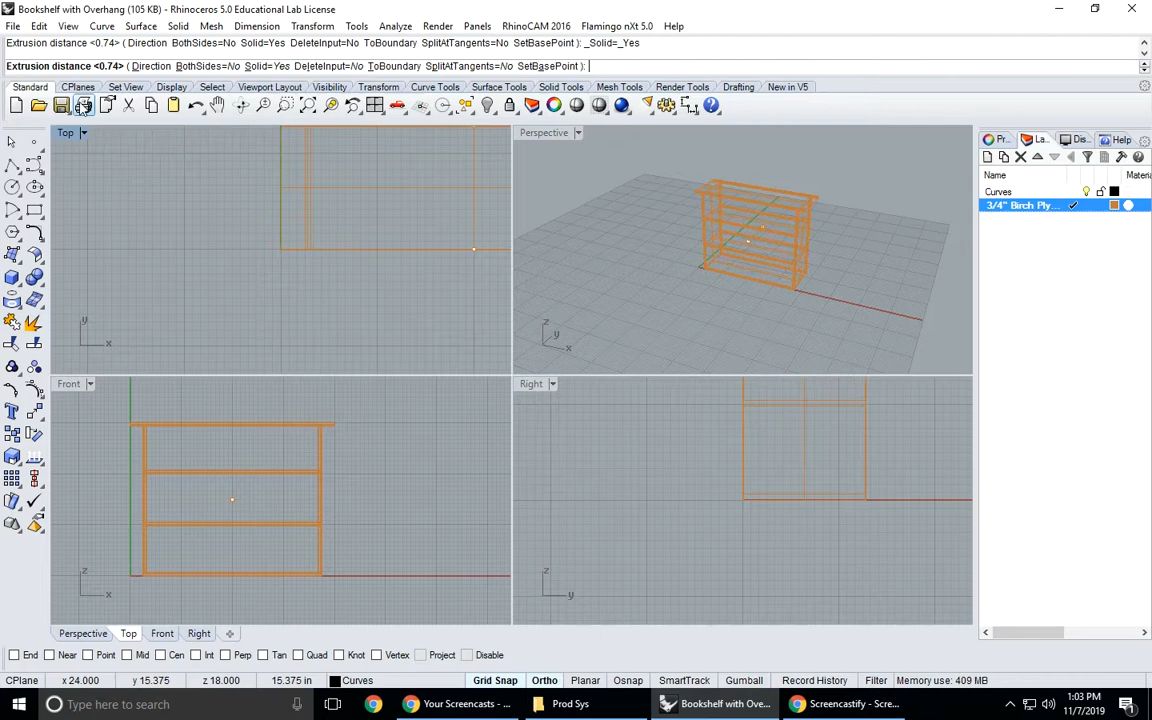 Bookshelf with Overhang (105 KB) - Rhinoceros 5.0 Educational Lab License
File Edit View Curve Surface Solid Mesh Dimension Transform Tools Analyze Render Panels RhinoCAM 2016 Flamingo nXt 5.0 Help
Extrusion distance <0.74> ( Direction BothSides=No Solid=Yes DeleteInput=No ToBoundary SplitAtTangents=No SetBasePoint ): _Solid=_Yes
Extrusion distance <0.74> ( Direction BothSides=No Solid=Yes DeleteInput=No ToBoundary SplitAtTangents=No SetBasePoint ):
Standard CPlanes Set View Display Select Viewport Layout Visibility Transform Curve Tools Surface Tools Solid Tools Mesh Tools Render Tools Drafting New in V5
Top
Perspective
Pr... La... Dis... Help
Name Materi
Curves
3/4" Birch Ply...
y
x
z
y
x
Front
Right
z
x
z
y
Perspective Top Front Right
End Near Point Mid Cen Int Perp Tan Quad Knot Vertex Project Disable
CPlane x 24.000 y 15.375 z 18.000 15.375 in Curves Grid Snap Ortho Planar Osnap SmartTrack Gumball Record History Filter Memory use: 409 MB
Type here to search
Your Screencasts - ...
Prod Sys
Bookshelf with Ove...
Screencastify - Scre...
1:03 PM
11/7/2019
1